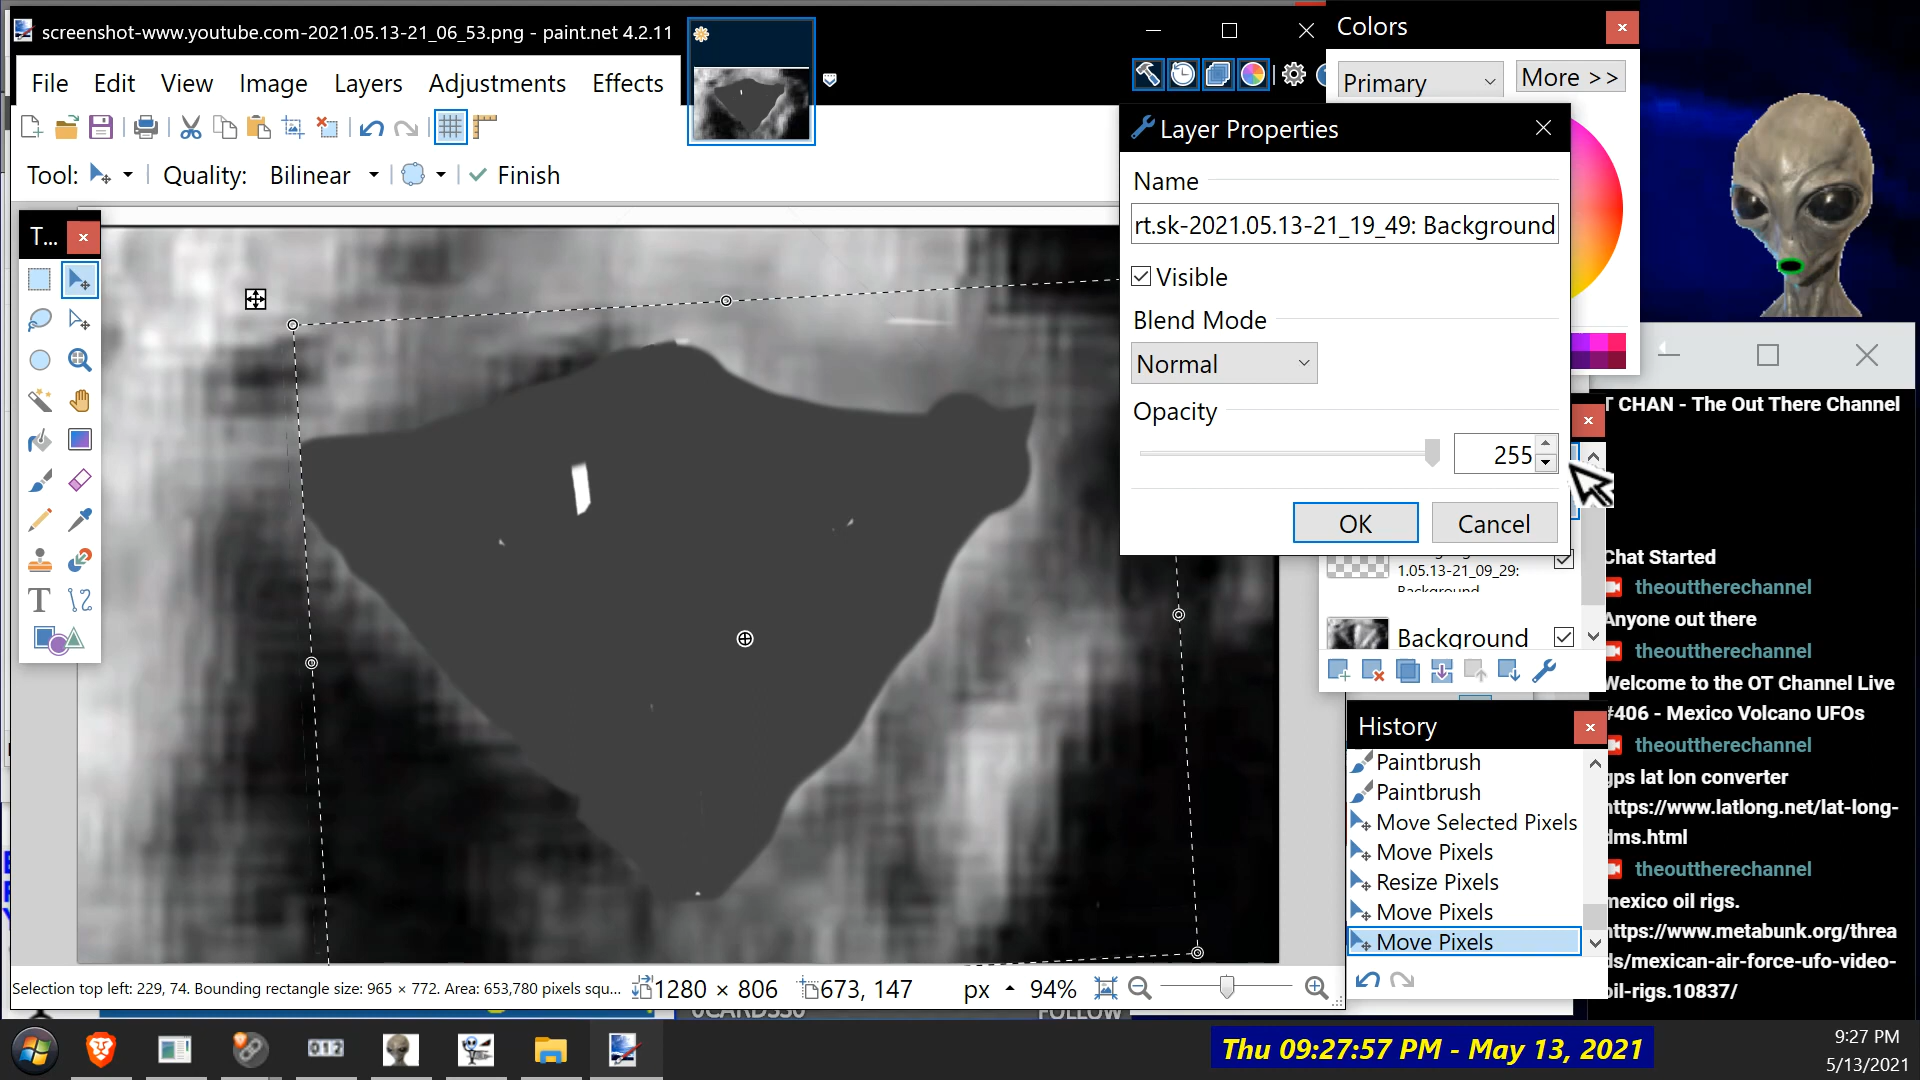 screenshot-www.youtube.com-2021.05.13-21_06_53.png - paint.net 4.2.11
File Edit View Image Layers Adjustments Effects
Tool: Quality: Bilinear Finish
T...
Colors
Primary
More >>
Layer Properties
Name
rt.sk-2021.05.13-21_19_49: Background
Visible
Blend Mode
Normal
Opacity
255
OK
Cancel
1.05.13-21_09_29:
Background
Background
History
Paintbrush
Paintbrush
Move Selected Pixels
Move Pixels
Resize Pixels
Move Pixels
Move Pixels
T CHAN - The Out There Channel
Chat Started
theouttherechannel
Anyone out there
theouttherechannel
Welcome to the OT Channel Live
#406 - Mexico Volcano UFOs
theouttherechannel
gps lat lon converter
https://www.latlong.net/lat-long-
dms.html
theouttherechannel
mexico oil rigs.
https://www.metabunk.org/threa
ds/mexican-air-force-ufo-video-
oil-rigs.10837/
Selection top left: 229, 74. Bounding rectangle size: 965 × 772. Area: 653,780 pixels squ...
1280 × 806
673, 147
px
94%
FOLLOW
012
Thu 09:27:57 PM - May 13, 2021
9:27 PM
5/13/2021